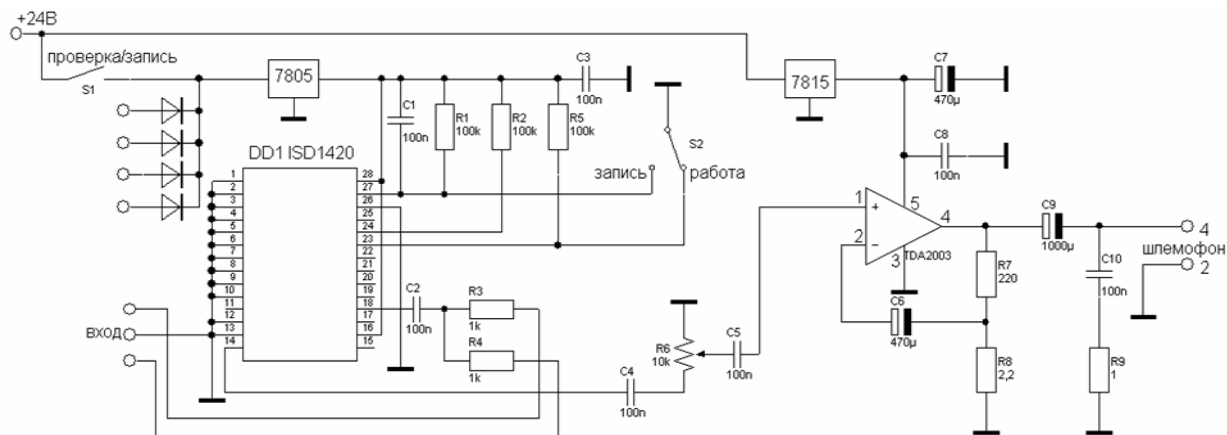 +24В
проверка/запись
S1
7805
C3
100n
7815
C7
470µ
C1
100n
R1
100k
R2
100k
R5
100k
S2
C8
100n
DD1 ISD1420
запись
работа
1
2
3
4
5
6
7
8
9
10
11
12
13
14
28
27
26
25
24
23
22
21
20
19
18
17
16
15
1
2
+
−
5
4
3
TDA2003
C9
1000µ
4
шлемофон
2
R7
220
C10
100n
C2
100n
R3
1k
R4
1k
ВХОД
R6
10k
C5
100n
C6
470µ
C4
100n
R8
2,2
R9
1